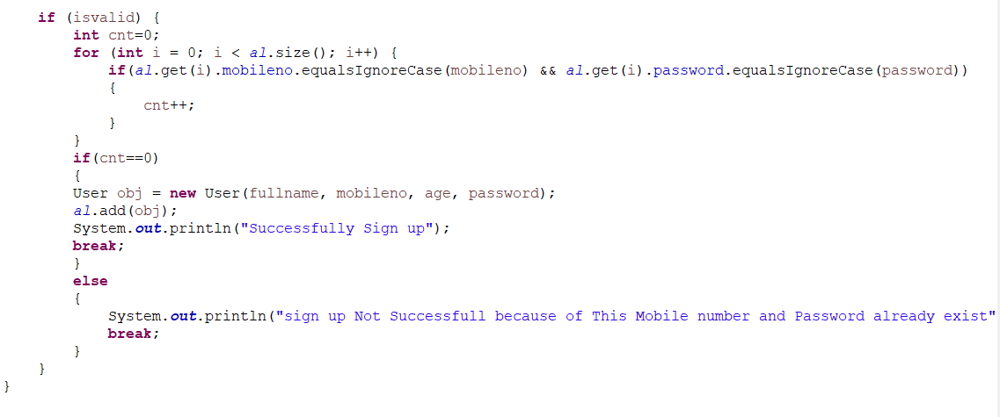 if (isvalid) {
int cnt=0;
for (int i = 0; i < al.size(); i++) {
if(al.get(i).mobileno.equalsIgnoreCase(mobileno) && al.get(i).password.equalsIgnoreCase(password))
{
cnt++;
}
}
if(cnt==0)
{
User obj = new User(fullname, mobileno, age, password);
al.add(obj);
System.out.println("Successfully Sign up");
break;
}
else
{
System.out.println("sign up Not Successfull because of This Mobile number and Password already exist"
break;
}
}
}